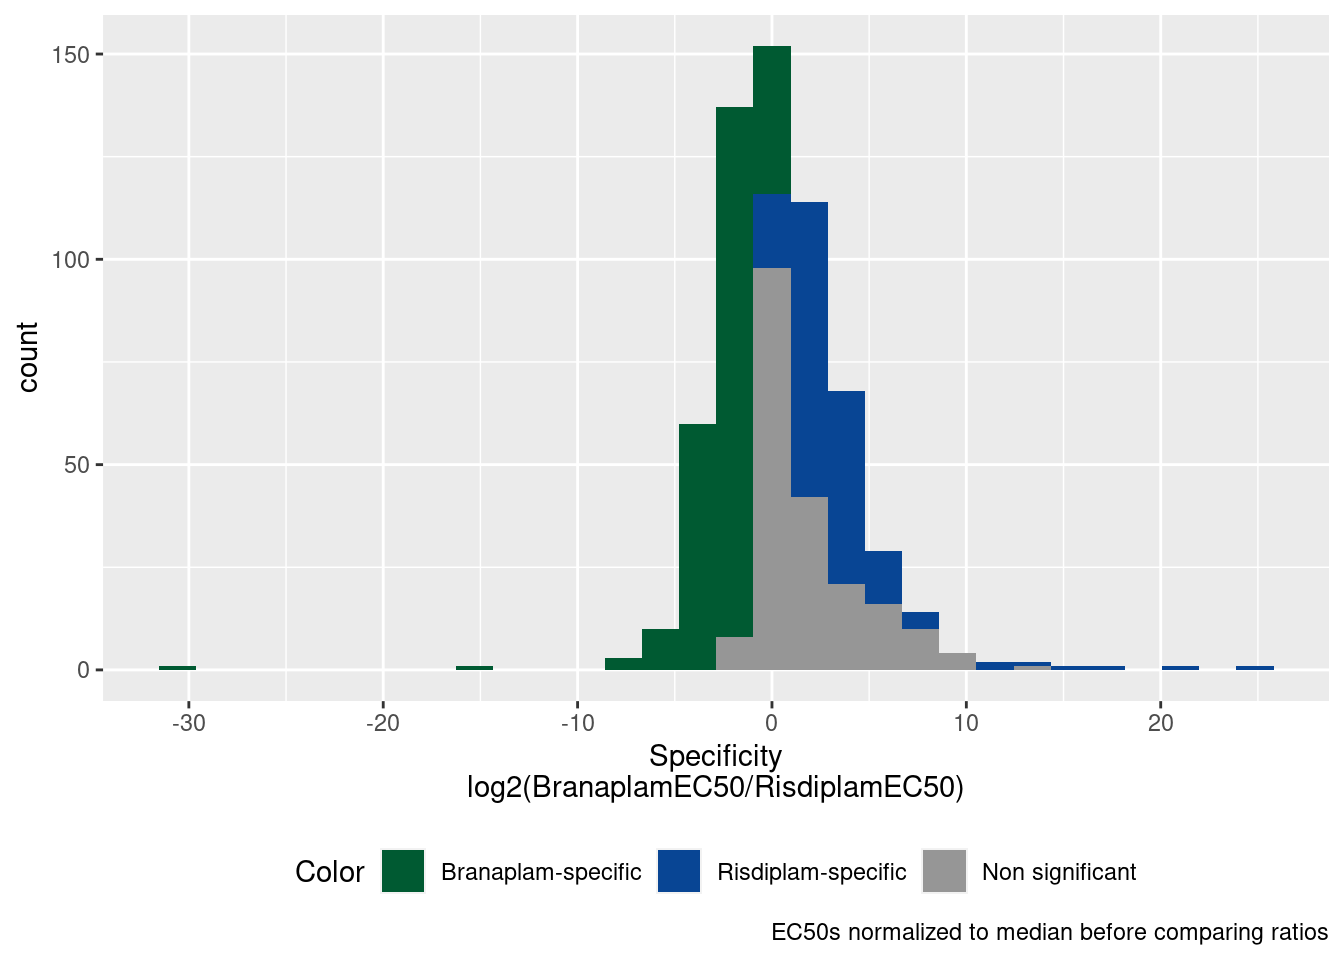 150
100
50
0
count
-30 -20 -10 0 10 20
Specificity
log2(BranaplamEC50/RisdiplamEC50)
Color Branaplam-specific Risdiplam-specific Non significant
EC50s normalized to median before comparing ratios